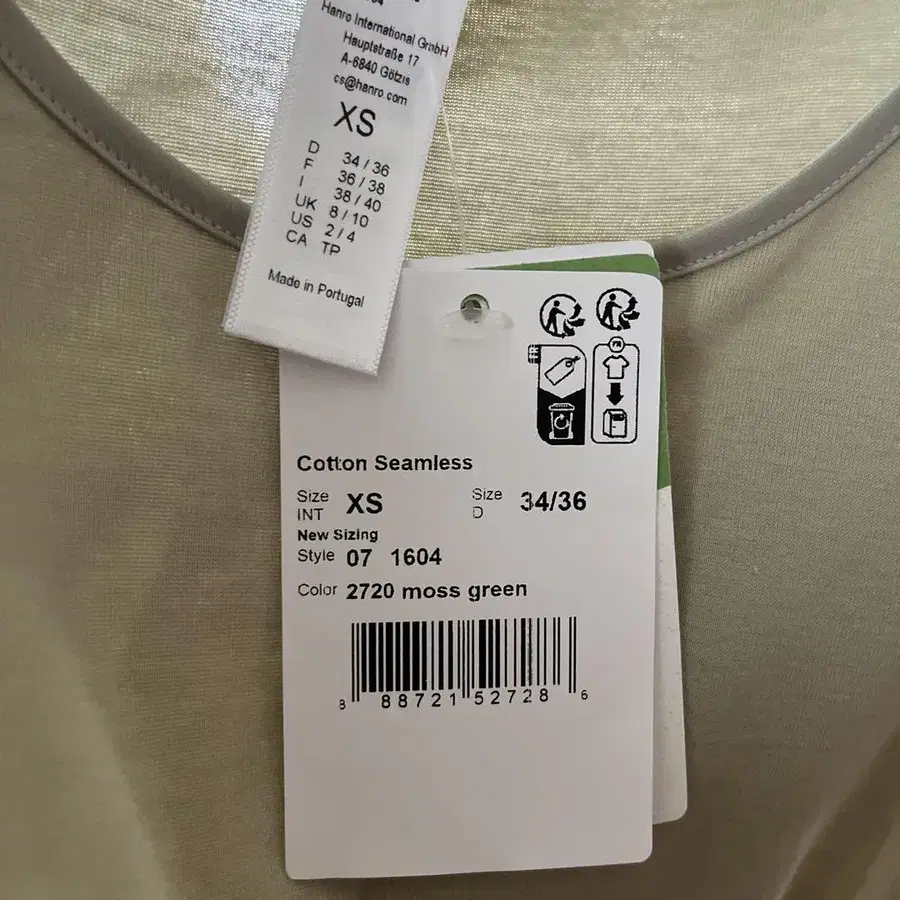 Hanro International GmbH
Hauptstraße 17
A-6840 Götzis
cs@hanro.com
XS
D 34 / 36
F 36 / 38
I 38 / 40
UK 8 / 10
US 2 / 4
CA TP
Made in Portugal
FR
Cotton Seamless
Size INT XS Size D 34/36
New Sizing
Style 07 1604
Color 2720 moss green
8 88721 52728 6